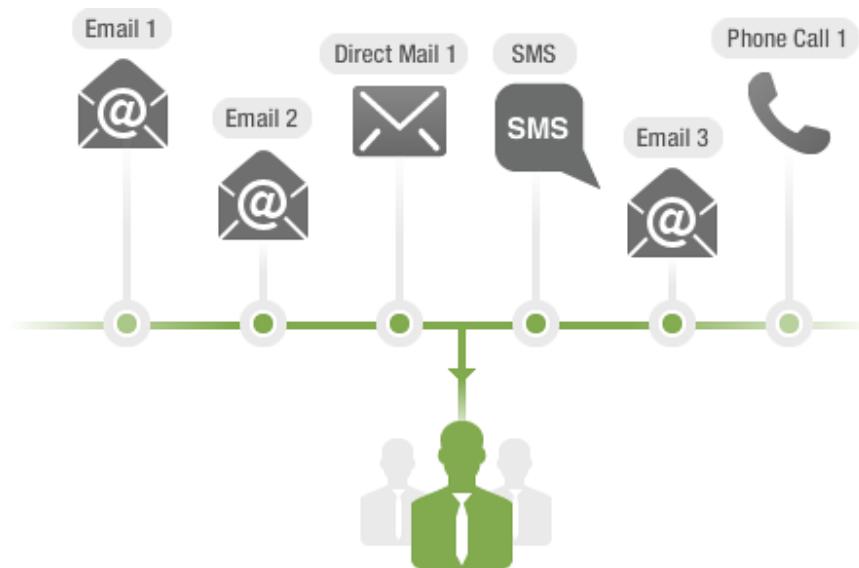 Email 1
Email 2
Direct Mail 1
SMS
SMS
Email 3
Phone Call 1